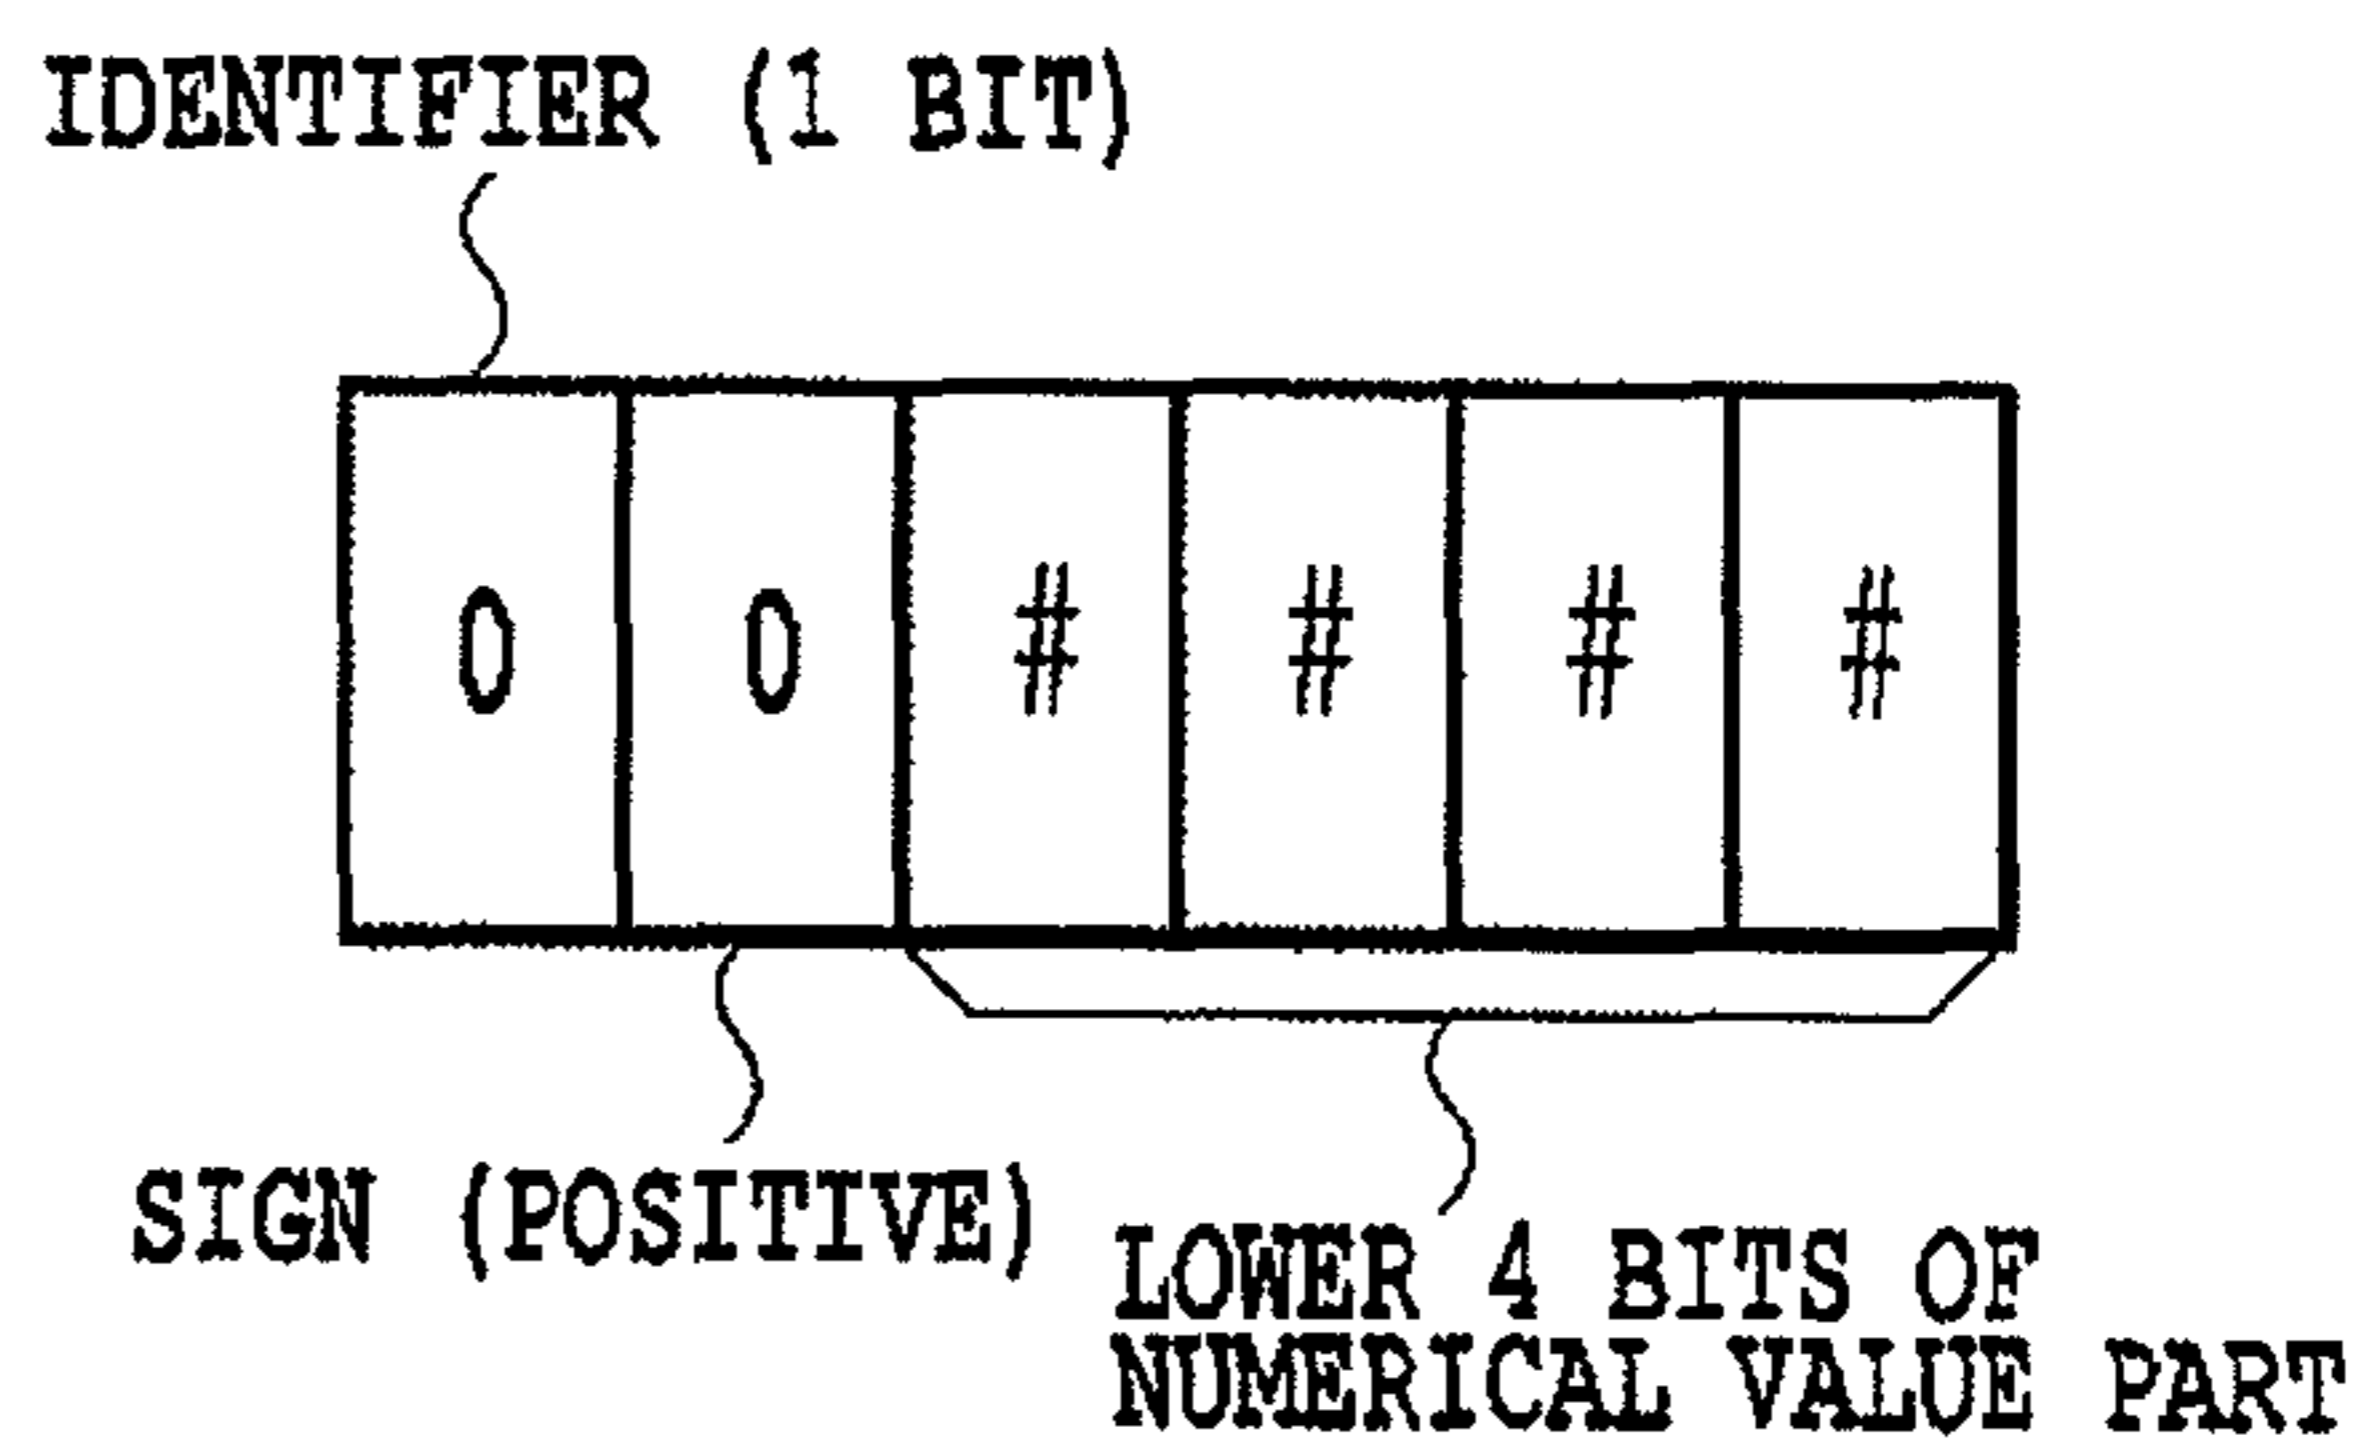 IDENTIFIER (1 BIT)
0 0 # # # #
SIGN (POSITIVE)
LOWER 4 BITS OF
NUMERICAL VALUE PART